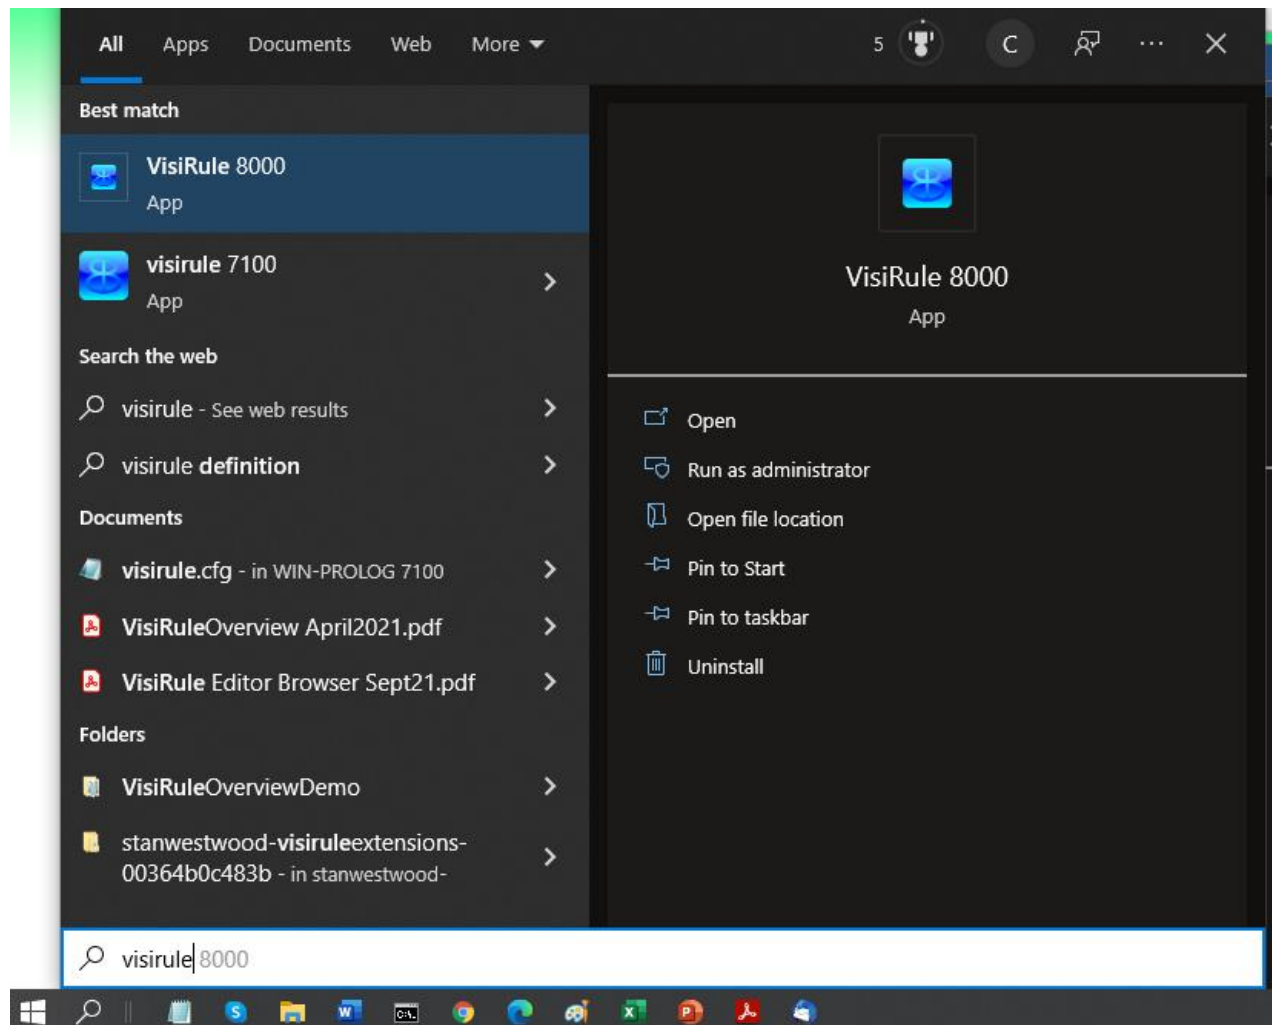 All Apps Documents Web More 5 C ...
Best match
VisiRule 8000
App
visirule 7100
App
Search the web
visirule - See web results
visirule definition
Documents
visirule.cfg - in WIN-PROLOG 7100
VisiRuleOverview April2021.pdf
VisiRule Editor Browser Sept21.pdf
Folders
VisiRuleOverviewDemo
stanwestwood-visiruleextensions-
00364b0c483b - in stanwestwood-
VisiRule 8000
App
Open
Run as administrator
Open file location
Pin to Start
Pin to taskbar
Uninstall
visirule 8000